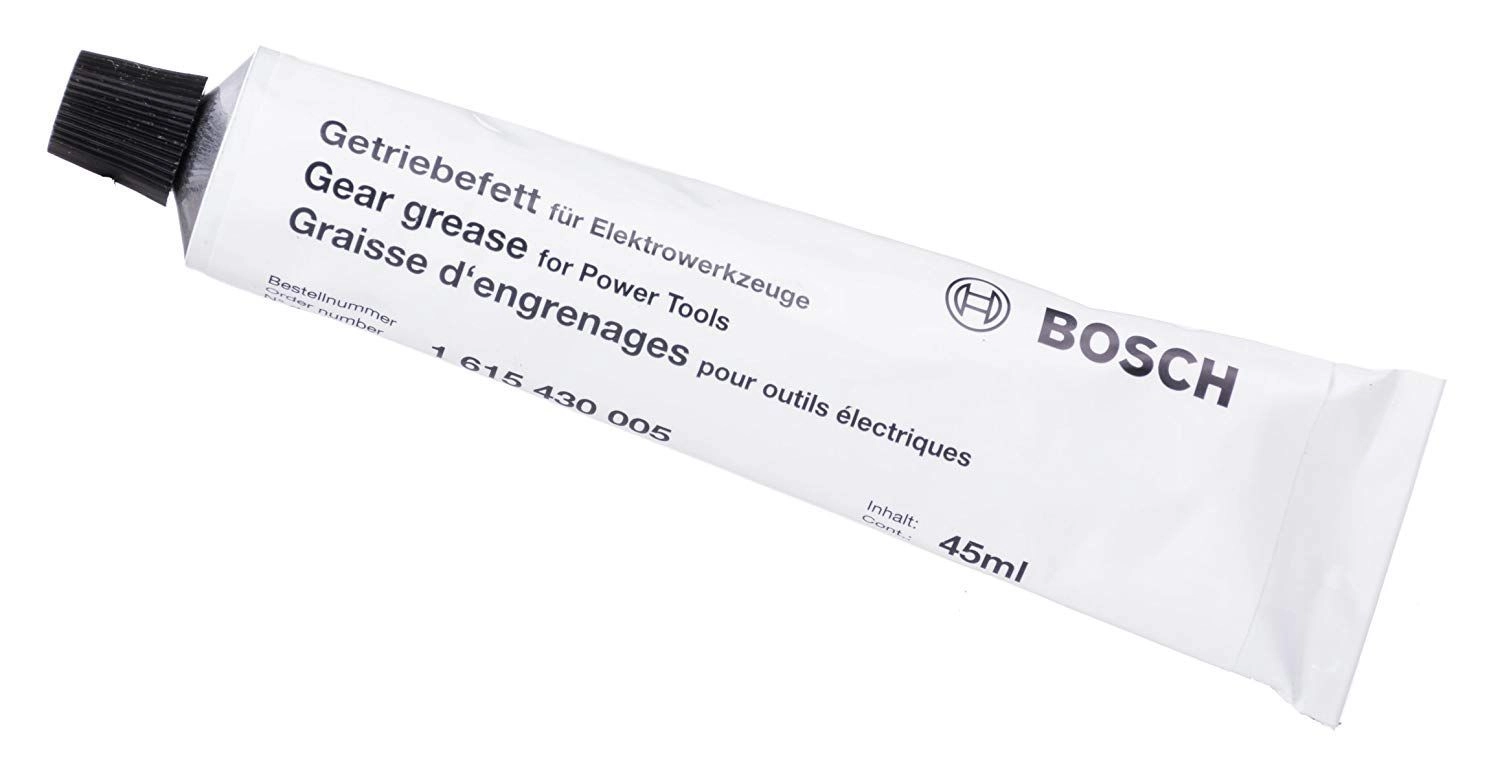 Getriebefett für Elektrowerkzeuge
Gear grease for Power Tools
Graisse d‘engrenages pour outils électriques
BOSCH
Bestellnummer
Order number
1 615 430 005
Inhalt:
Cont.:
45ml